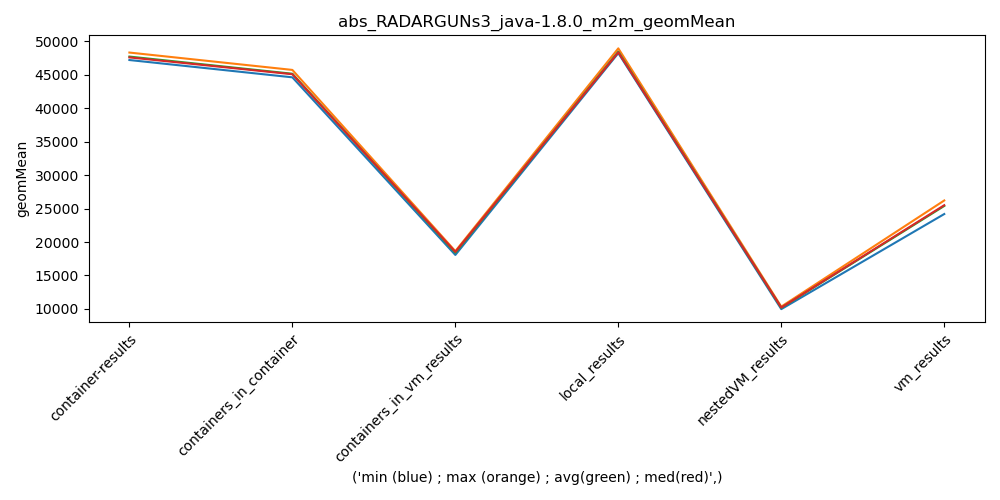 abs_RADARGUNs3_java-1.8.0_m2m_geomMean
geomMean
50000
45000
40000
35000
30000
25000
20000
15000
10000
container-results
containers_in_container
containers_in_vm_results
local_results
nestedVM_results
vm_results
('min (blue) ; max (orange) ; avg(green) ; med(red)',)